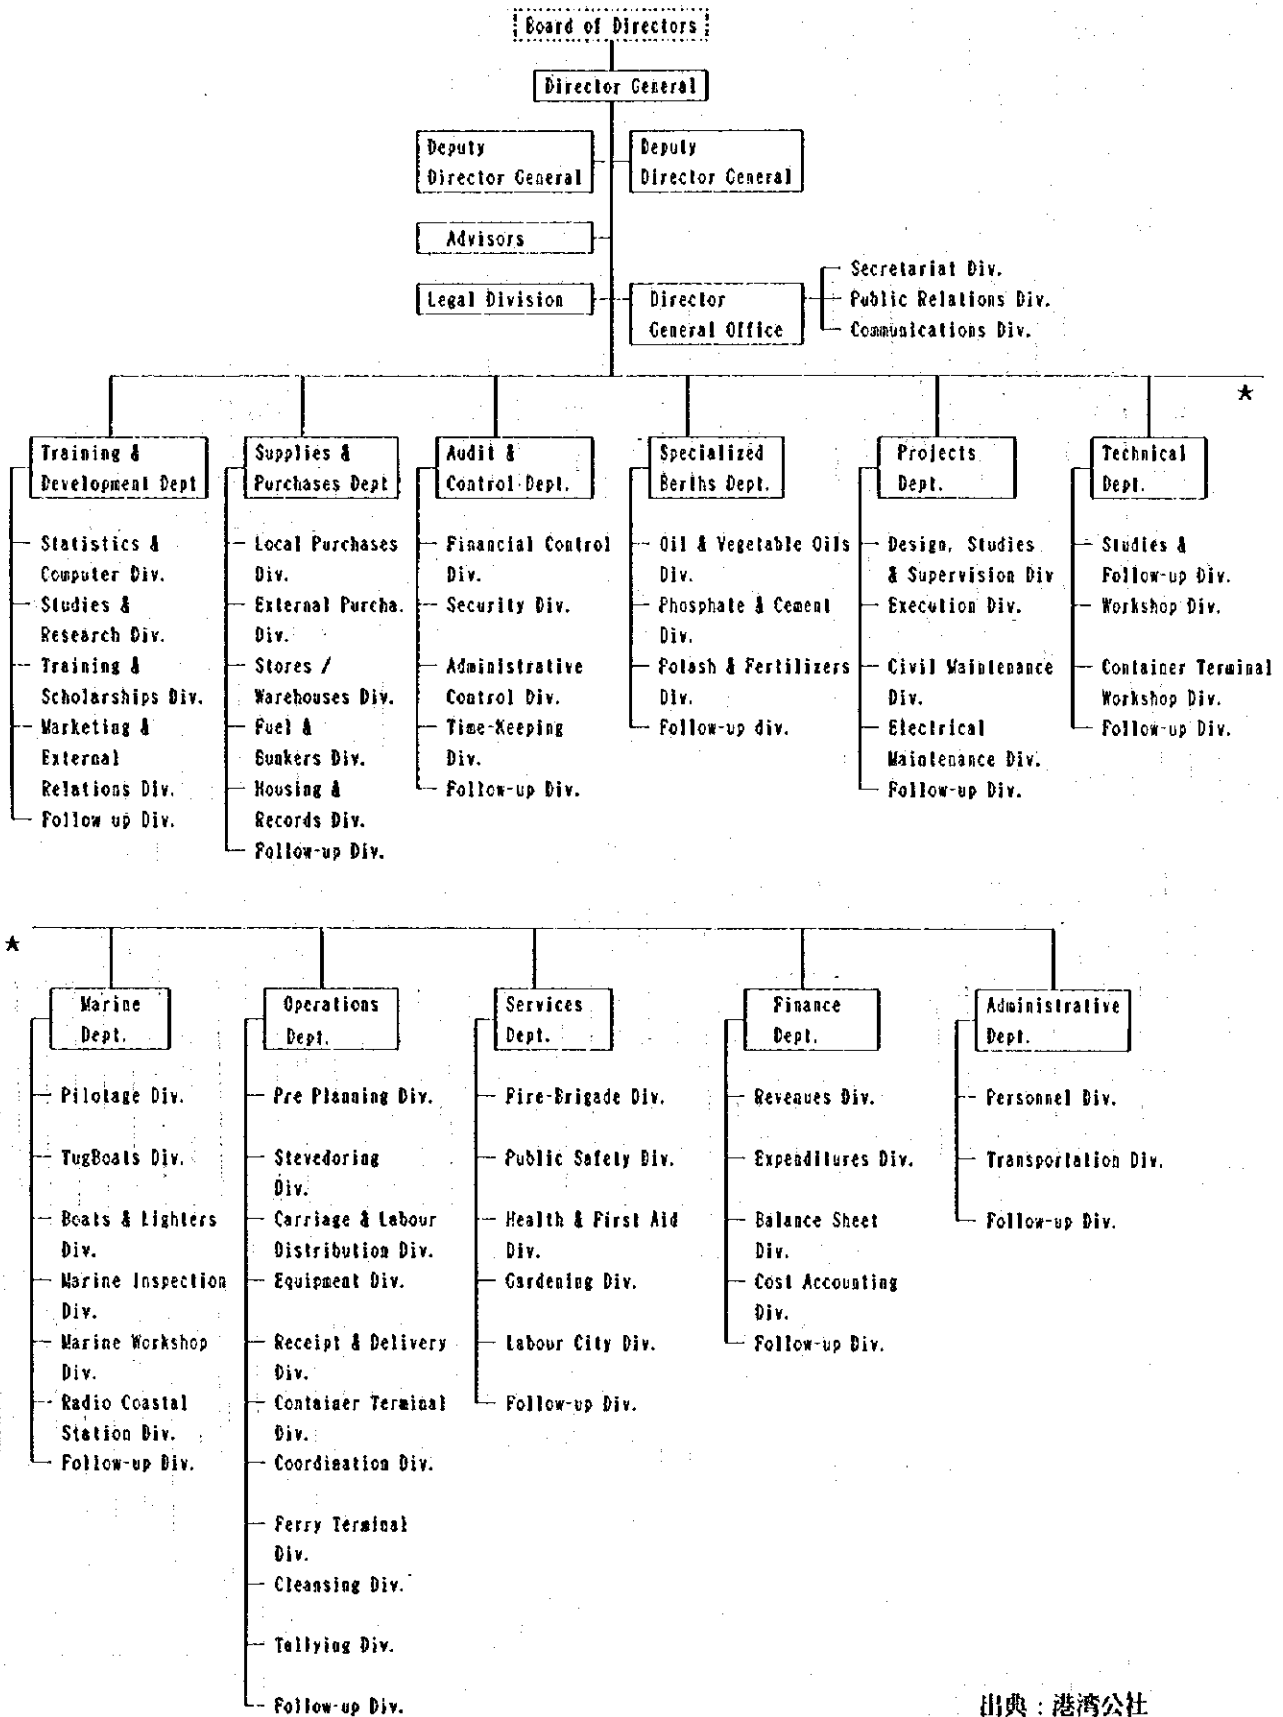 Board of Directors
Director General
Deputy
Director General
Deputy
Director General
Advisors
Legal Division
Director
General Office
Secretariat Div.
Public Relations Div.
Communications Div.
★
Training &
Development Dept
Statistics &
Computer Div.
Studies &
Research Div.
Training &
Scholarships Div.
Marketing &
External
Relations Div.
Follow up Div.
Supplies &
Purchases Dept
Local Purchases
Div.
External Purcha.
Div.
Stores /
Warehouses Div.
Fuel &
Bunkers Div.
Housing &
Records Div.
Follow-up Div.
Audit &
Control Dept.
Financial Control
Div.
Security Div.
Administrative
Control Div.
Time-Keeping
Div.
Follow-up Div.
Specialized
Berths Dept.
Oil & Vegetable Oils
Div.
Phosphate & Cement
Div.
Potash & Fertilizers
Div.
Follow-up div.
Projects
Dept.
Design, Studies
& Supervision Div
Execution Div.
Civil Maintenance
Div.
Electrical
Maintenance Div.
Follow-up Div.
Technical
Dept.
Studies &
Follow-up Div.
Workshop Div.
Container Terminal
Workshop Div.
Follow-up Div.
★
Marine
Dept.
Pilotage Div.
TugBoats Div.
Boats & Lighters
Div.
Marine Inspection
Div.
Marine Workshop
Div.
Radio Coastal
Station Div.
Follow-up Div.
Operations
Dept.
Pre Planning Div.
Stevedoring
Div.
Carriage & Labour
Distribution Div.
Equipment Div.
Receipt & Delivery
Div.
Container Terminal
Div.
Coordination Div.
Ferry Terminal
Div.
Cleansing Div.
Tallying Div.
Follow-up Div.
Services
Dept.
Fire-Brigade Div.
Public Safety Div.
Health & First Aid
Div.
Gardening Div.
Labour City Div.
Follow-up Div.
Finance
Dept.
Revenues Div.
Expenditures Div.
Balance Sheet
Div.
Cost Accounting
Div.
Follow-up Div.
Administrative
Dept.
Personnel Div.
Transportation Div.
Follow-up Div.
出典：港湾公社